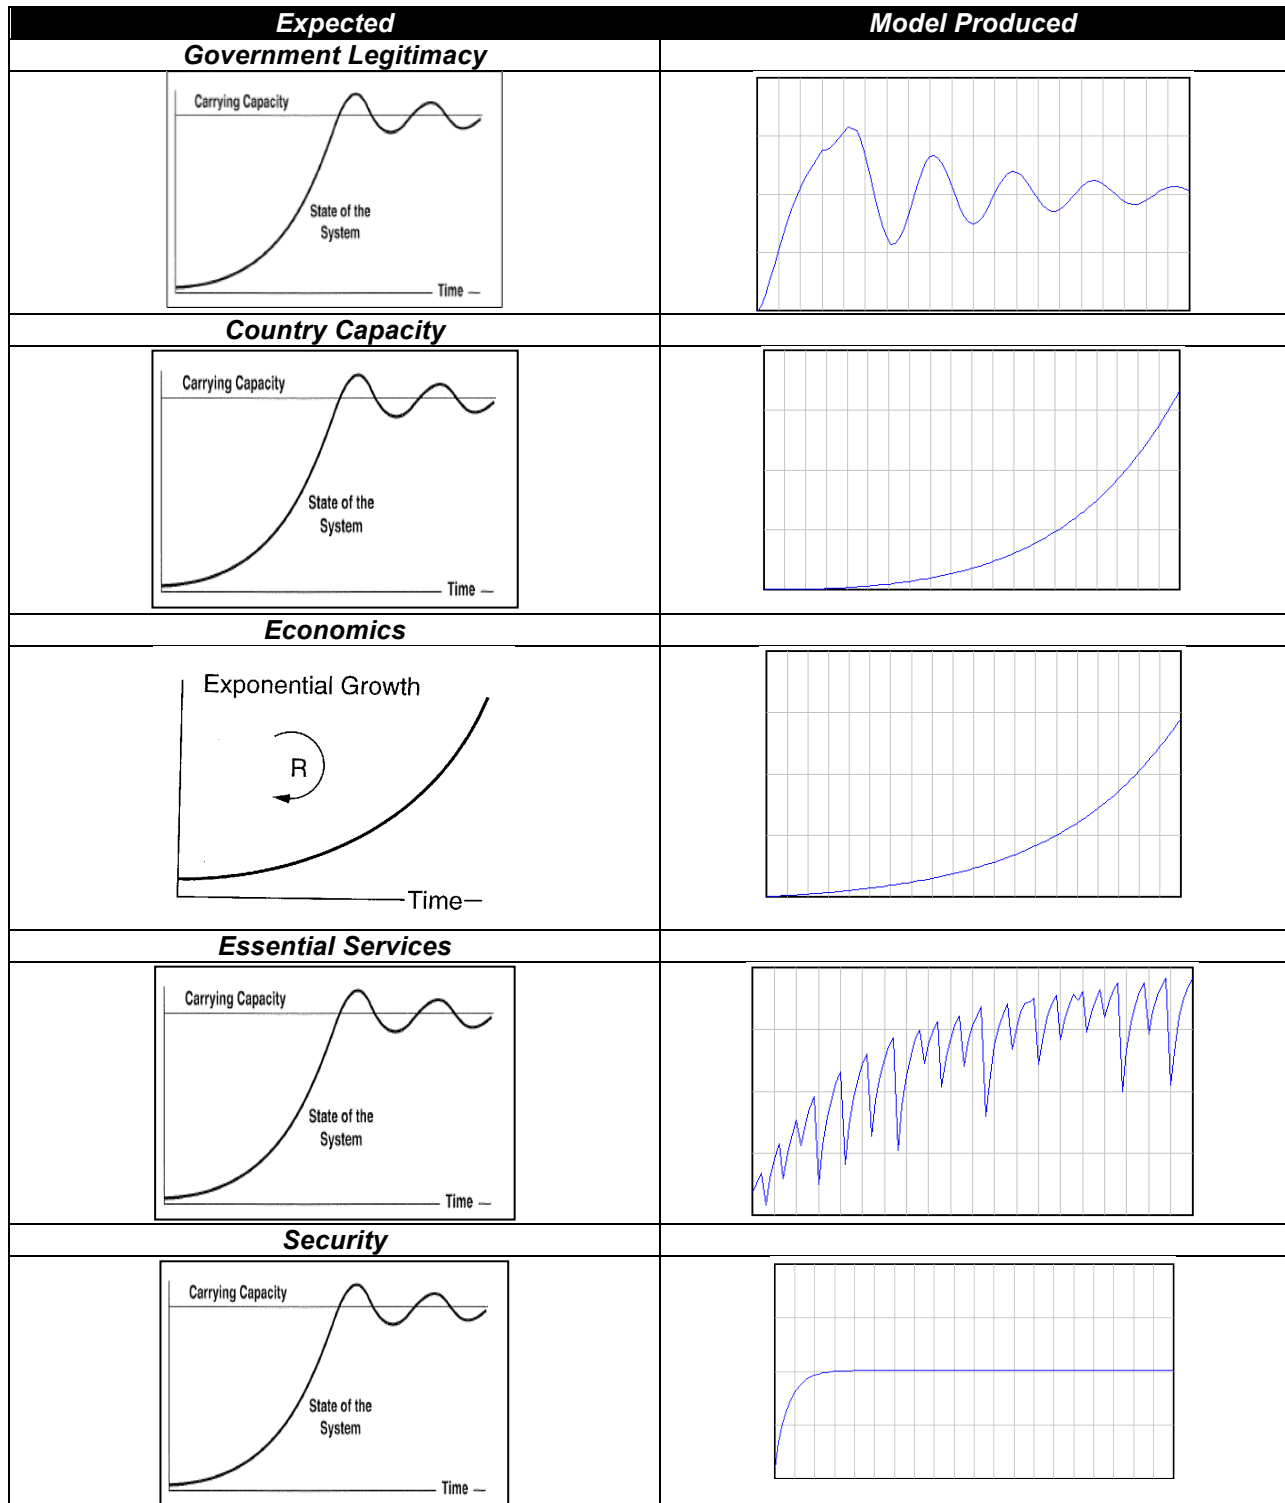 Expected
Model Produced
Government Legitimacy
Carrying Capacity
State of the
System
Time
Country Capacity
Carrying Capacity
State of the
System
Time
Economics
Exponential Growth
R
Time
Essential Services
Carrying Capacity
State of the
System
Time
Security
Carrying Capacity
State of the
System
Time